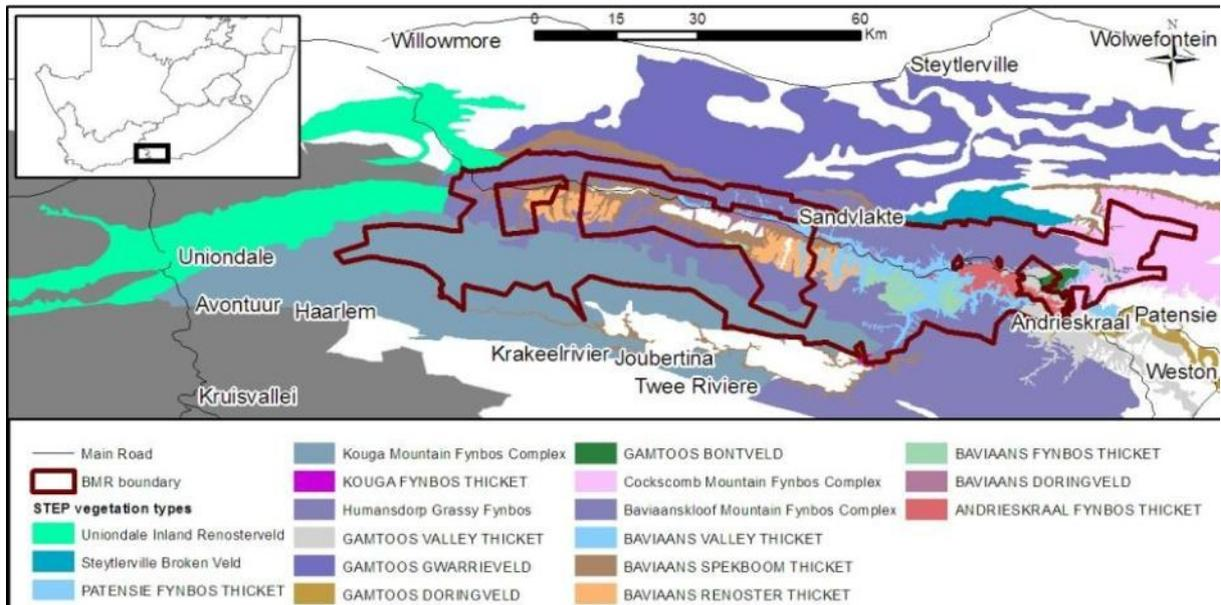 0 15 30 60
Km
N
Willowmore
Wolwefontein
Steytlerville
Sandvlakte
Uniondale
Avontuur
Haarlem
Andrieskraal
Patensie
Krakeelrivier
Joubertina
Twee Riviere
Weston
Kruisvallei
Main Road
BMR boundary
STEP vegetation types
Uniondale Inland Renosterveld
Steytlerville Broken Veld
PATENSIE FYNBOS THICKET
Kouga Mountain Fynbos Complex
KOUGA FYNBOS THICKET
Humansdorp Grassy Fynbos
GAMTOOS VALLEY THICKET
GAMTOOS GWARRIEVELD
GAMTOOS DORINGVELD
GAMTOOS BONTVELD
Cockscomb Mountain Fynbos Complex
Baviaanskloof Mountain Fynbos Complex
BAVIAANS VALLEY THICKET
BAVIAANS SPEKBOOM THICKET
BAVIAANS RENOSTER THICKET
BAVIAANS FYNBOS THICKET
BAVIAANS DORINGVELD
ANDRIESKRAAL FYNBOS THICKET